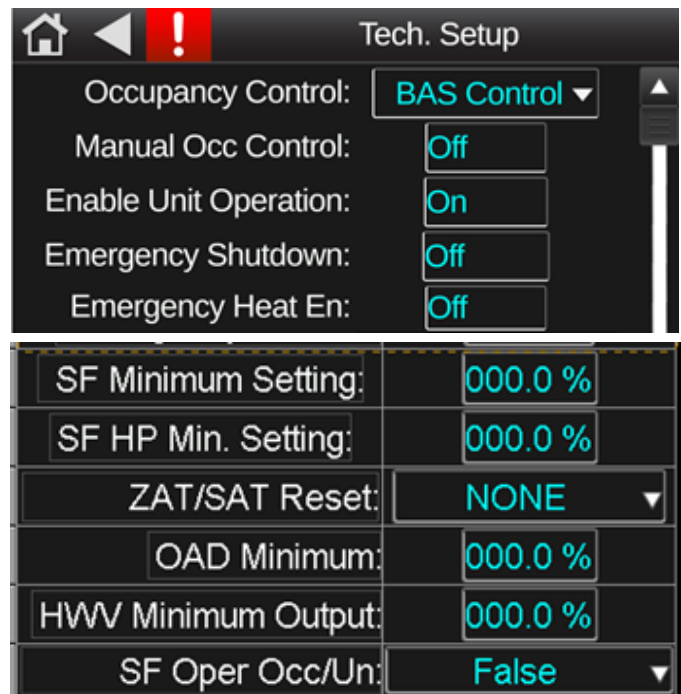 ! Tech. Setup
Occupancy Control: BAS Control
Manual Occ Control: Off
Enable Unit Operation: On
Emergency Shutdown: Off
Emergency Heat En: Off
SF Minimum Setting: 000.0 %
SF HP Min. Setting: 000.0 %
ZAT/SAT Reset: NONE
OAD Minimum: 000.0 %
HWV Minimum Output: 000.0 %
SF Oper Occ/Un: False